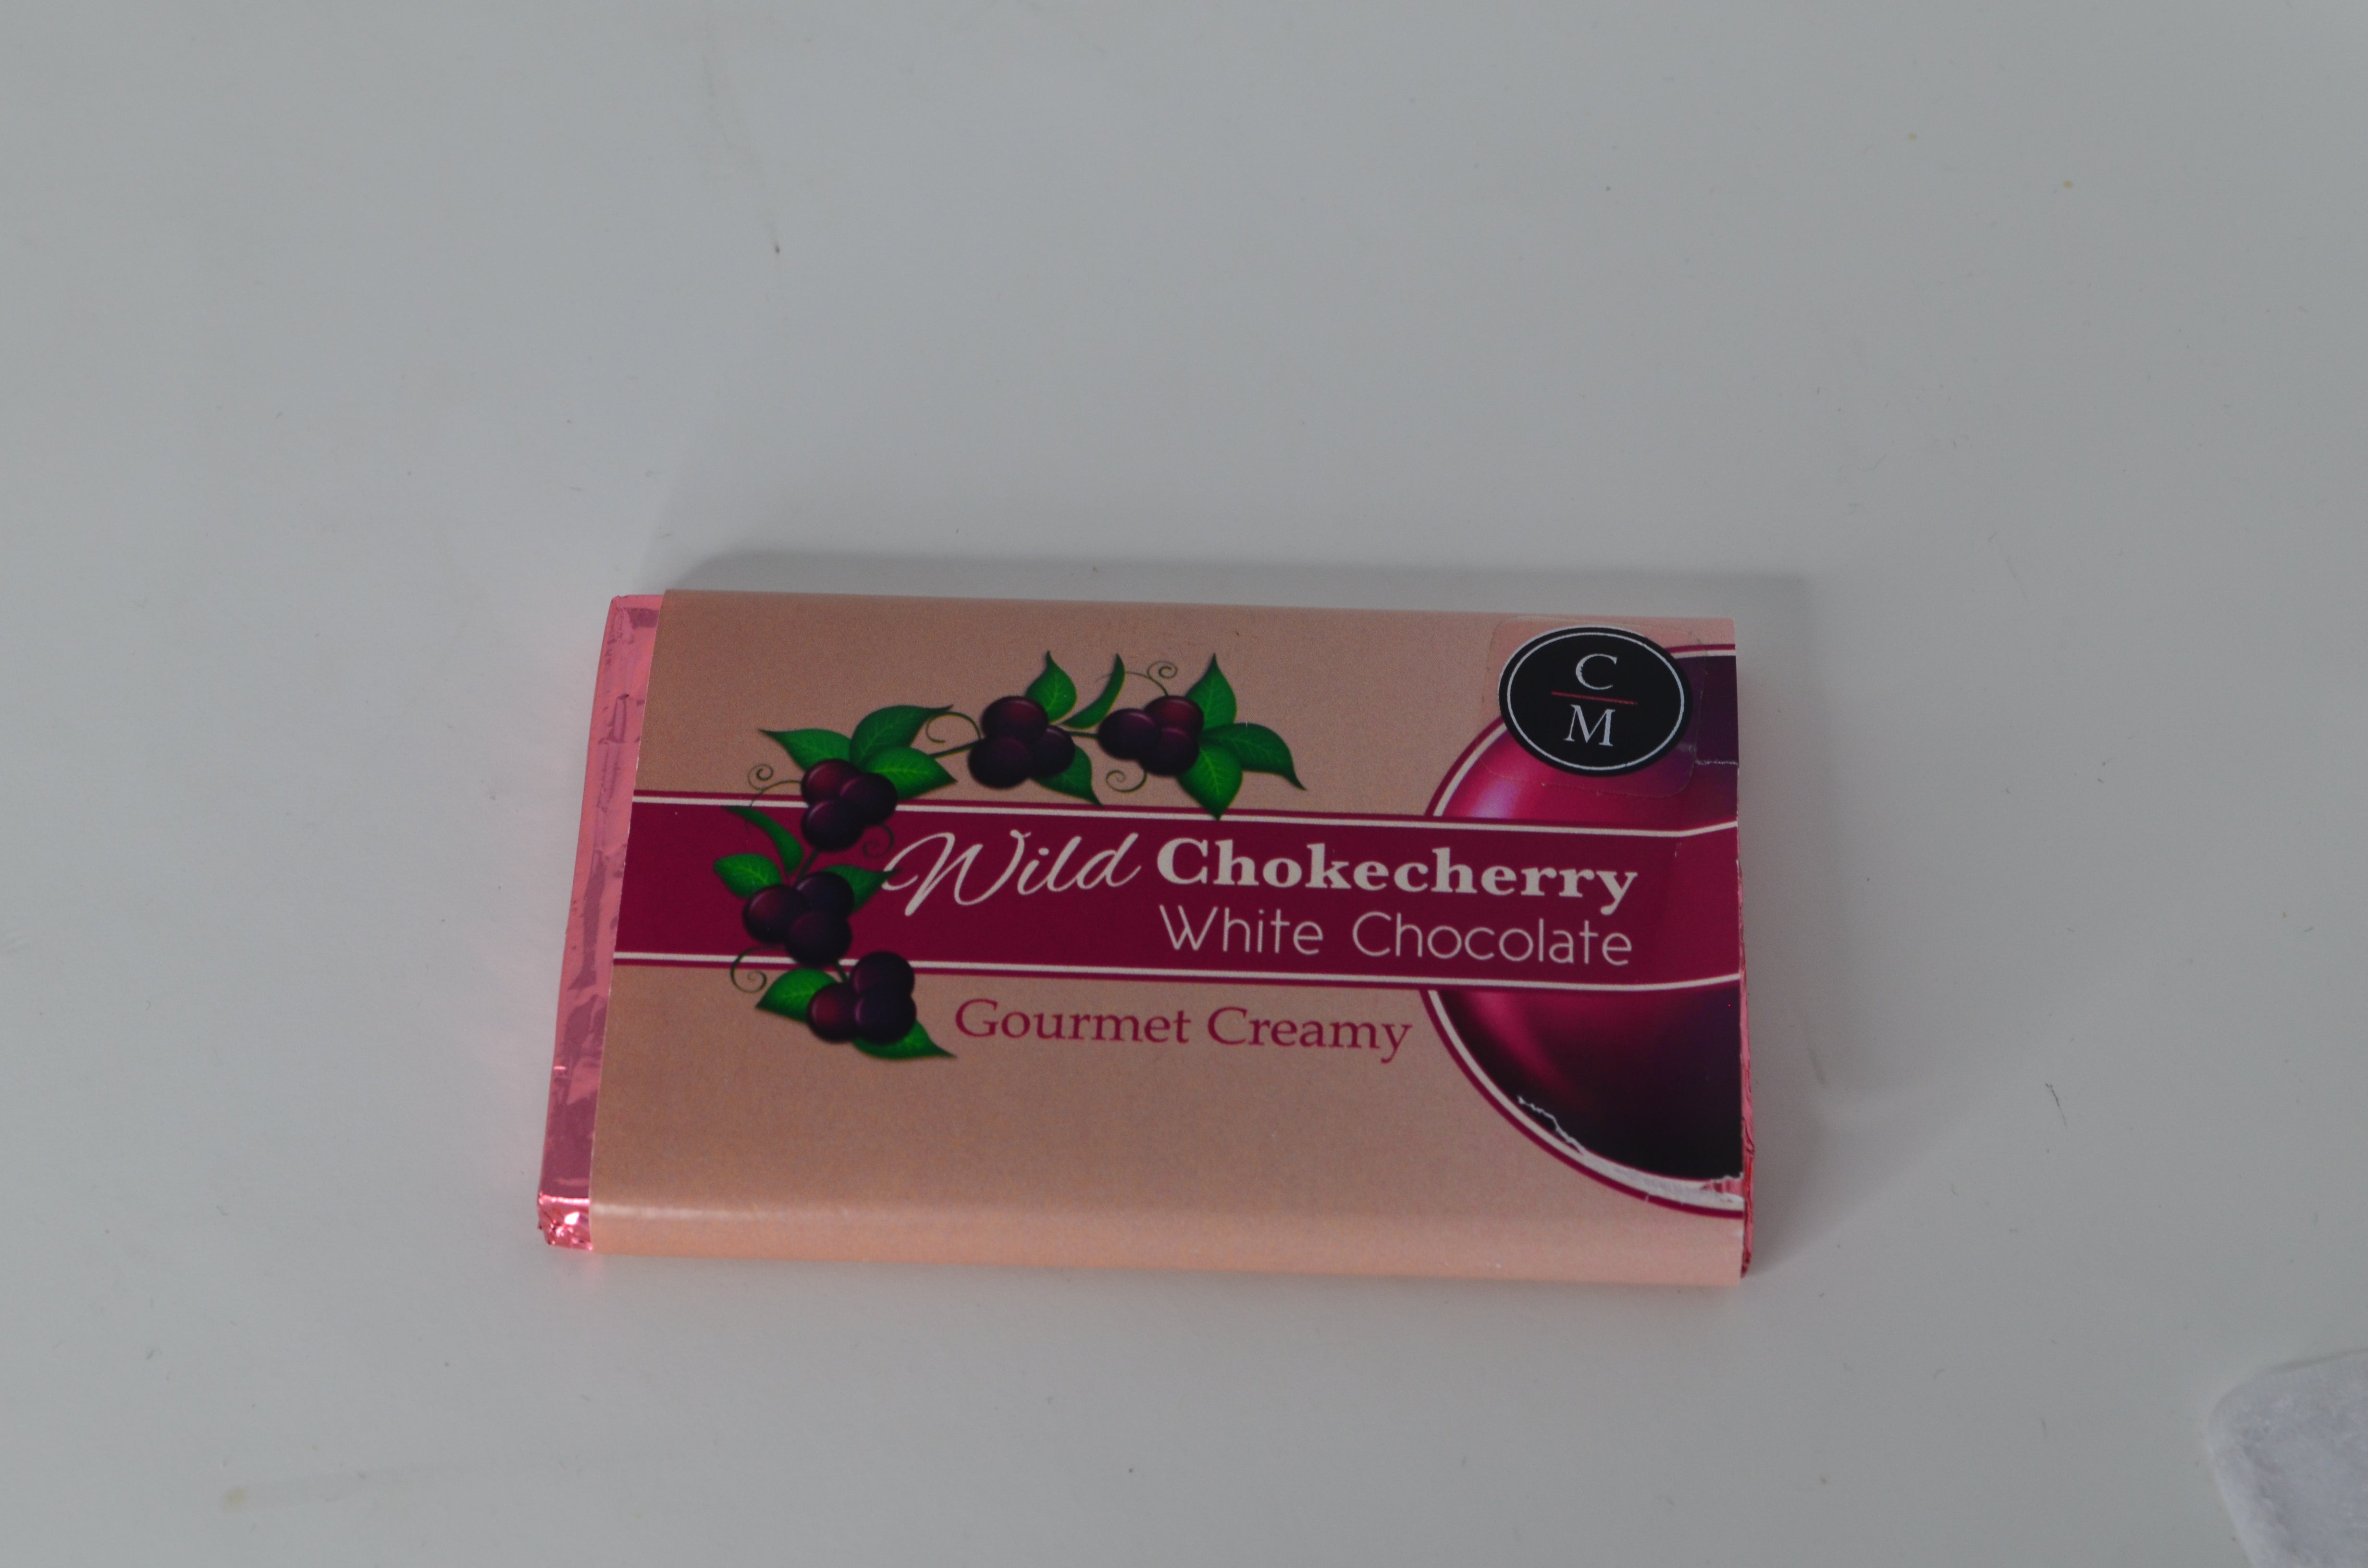 C
M
Wild Chokecherry
White Chocolate
Gourmet Creamy